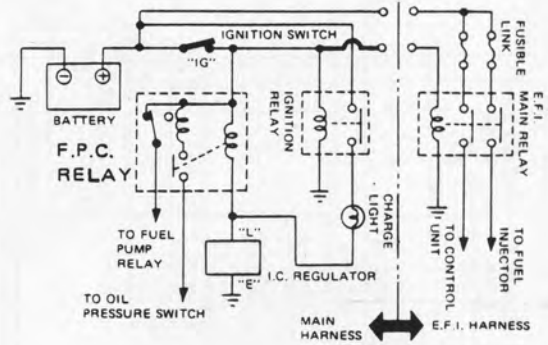 IGNITION SWITCH
"IG"
FUSIBLE
LINK
BATTERY
F.P.C.
RELAY
IGNITION
RELAY
E.F.I.
MAIN RELAY
TO FUEL
PUMP
RELAY
"L"
"E"
I.C. REGULATOR
CHARGE
LIGHT
TO CONTROL
UNIT
TO FUEL
INJECTOR
TO OIL
PRESSURE SWITCH
MAIN
HARNESS
E.F.I. HARNESS